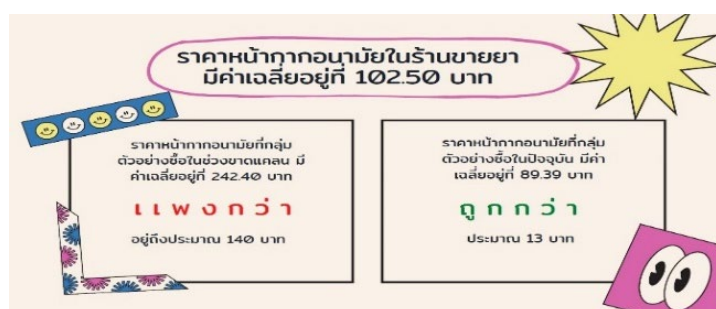 ราคาหน้ากากอนามัยในร้านขายยา
มีค่าเฉลี่ยอยู่ที่ 102.50 บาท
ราคาหน้ากากอนามัยที่กลุ่ม
ตัวอย่างซื้อในช่วงขาดแคลน มี
ค่าเฉลี่ยอยู่ที่ 242.40 บาท
แพงกว่า
อยู่ถึงประมาณ 140 บาท
ราคาหน้ากากอนามัยที่กลุ่ม
ตัวอย่างซื้อในปัจจุบัน มีค่า
เฉลี่ยอยู่ที่ 89.39 บาท
ถูกกว่า
ประมาณ 13 บาท